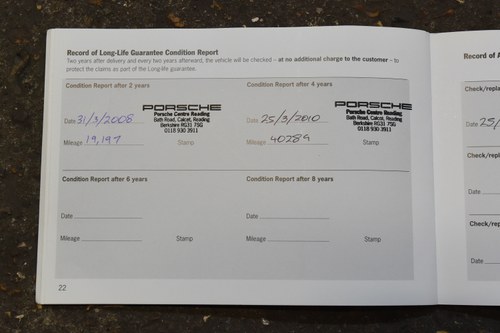 Record of Long-Life Guarantee Condition Report
Two years after delivery and every two years afterward, the vehicle will be checked – at no additional charge to the customer – to
protect the claims as part of the Long-life guarantee.
Condition Report after 2 years
PORSCHE
Porsche Centre Reading
Bath Road, Calcot, Reading
Berkshire RG31 7SG
0118 930 3911
Date 31/3/2008
Mileage 19,197 Stamp
Condition Report after 4 years
PORSCHE
Porsche Centre Reading
Bath Road, Calcot, Reading
Berkshire RG31 7SG
0118 930 3911
Date 25/3/2010
Mileage 40289 Stamp
Condition Report after 6 years
Date
Mileage Stamp
Condition Report after 8 years
Date
Mileage Stamp
22
Record of A
Check/repla
Date 25/
Check/repl
Date
Check/repl
Date